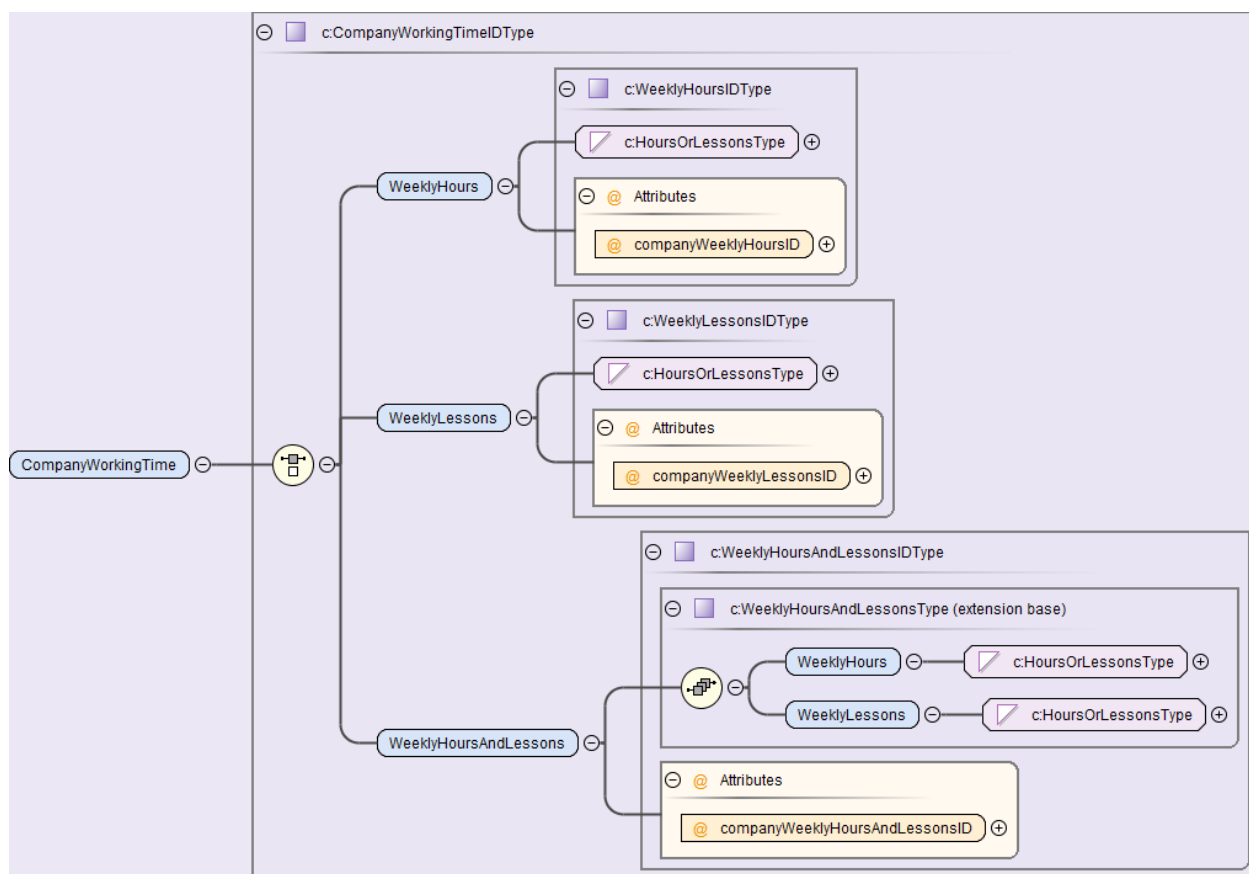 c:CompanyWorkingTimeIDType
c:WeeklyHoursIDType
c:HoursOrLessonsType
WeeklyHours
@ Attributes
@ companyWeeklyHoursID
c:WeeklyLessonsIDType
c:HoursOrLessonsType
WeeklyLessons
@ Attributes
@ companyWeeklyLessonsID
CompanyWorkingTime
c:WeeklyHoursAndLessonsIDType
c:WeeklyHoursAndLessonsType (extension base)
WeeklyHours
c:HoursOrLessonsType
WeeklyLessons
c:HoursOrLessonsType
WeeklyHoursAndLessons
@ Attributes
@ companyWeeklyHoursAndLessonsID